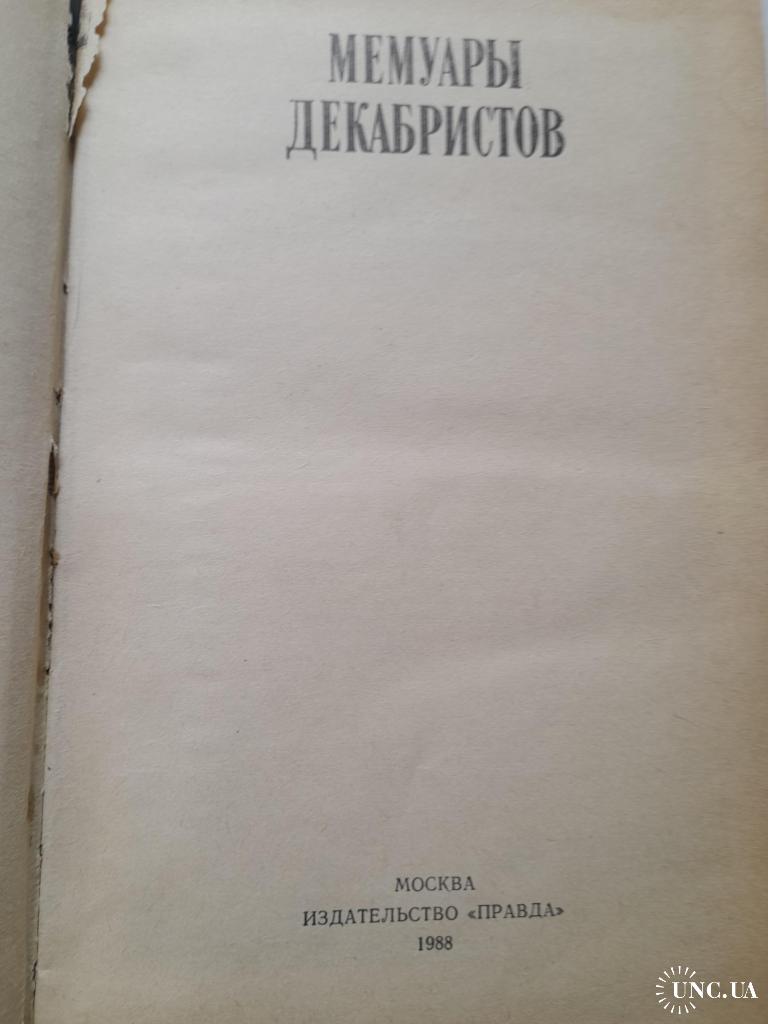 МЕМУАРЫ
ДЕКАБРИСТОВ
МОСКВА
ИЗДАТЕЛЬСТВО «ПРАВДА»
1988
UNC.UA